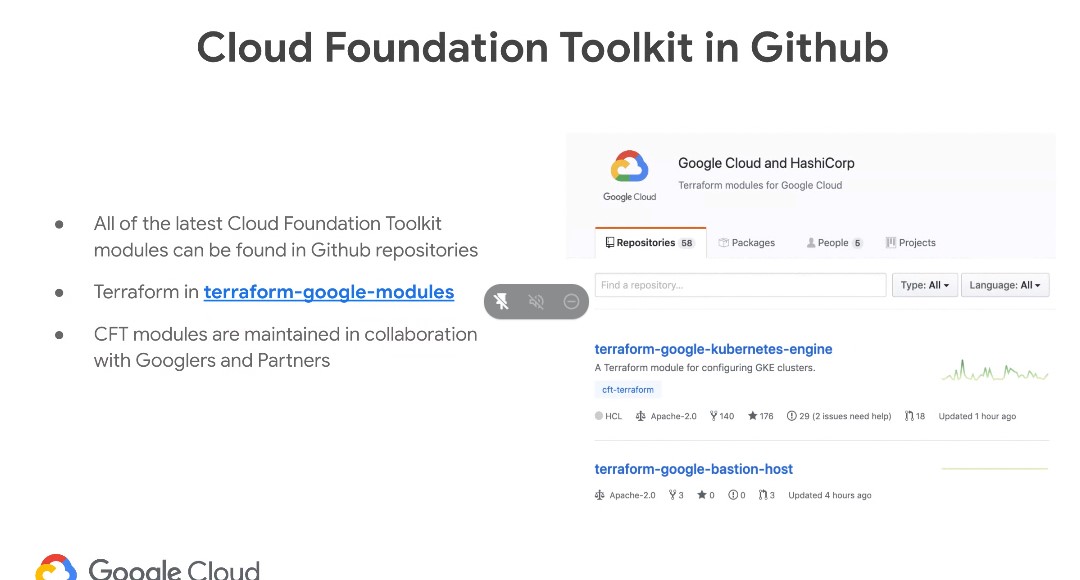 Cloud Foundation Toolkit in Github
● All of the latest Cloud Foundation Toolkit
modules can be found in Github repositories
● Terraform in terraform-google-modules
● CFT modules are maintained in collaboration
with Googlers and Partners
Google Cloud
Google Cloud and HashiCorp
Terraform modules for Google Cloud
Repositories 58 Packages People 5 Projects
Find a repository... Type: All Language: All
terraform-google-kubernetes-engine
A Terraform module for configuring GKE clusters.
cft-terraform
HCL Apache-2.0 140 176 29 (2 issues need help) 18 Updated 1 hour ago
terraform-google-bastion-host
Apache-2.0 3 0 0 3 Updated 4 hours ago
Google Cloud